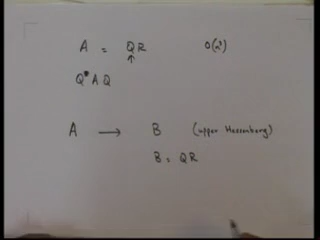 A = QR O(n³)
Q* A Q
A → B (upper Hessenberg)
B = QR